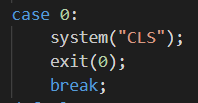 case 0:
    system("CLS");
    exit(0);
    break;